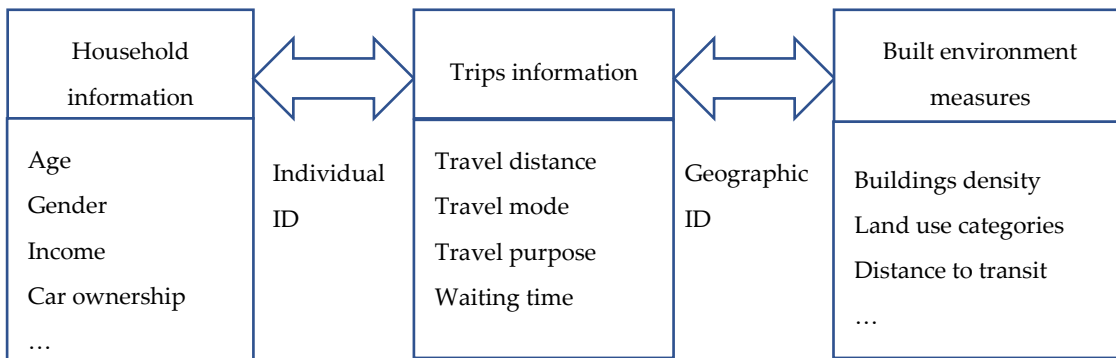 Household
information
Age
Gender
Income
Car ownership
…
Individual
ID
Trips information
Travel distance
Travel mode
Travel purpose
Waiting time
Geographic
ID
Built environment
measures
Buildings density
Land use categories
Distance to transit
…